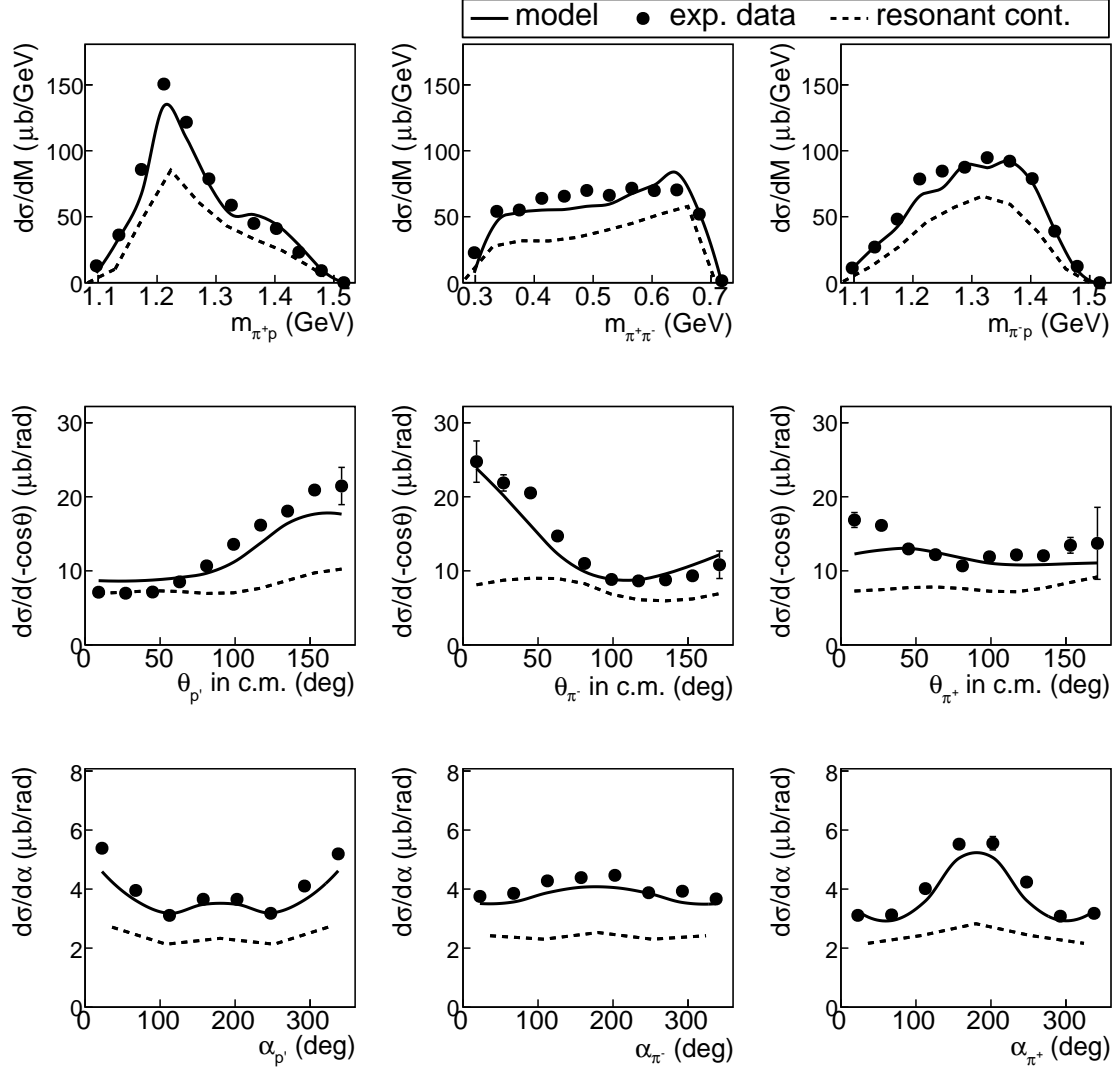 model exp. data resonant cont.
dσ/dM (μb/GeV)
150
100
50
0
1.1 1.2 1.3 1.4 1.5
m_π⁺p (GeV)
dσ/dM (μb/GeV)
150
100
50
0
0.3 0.4 0.5 0.6 0.7
m_π⁺π⁻ (GeV)
dσ/dM (μb/GeV)
150
100
50
0
1.1 1.2 1.3 1.4 1.5
m_π⁻p (GeV)
dσ/d(-cosθ) (μb/rad)
30
20
10
0
0 50 100 150
θ_p' in c.m. (deg)
dσ/d(-cosθ) (μb/rad)
30
20
10
0
0 50 100 150
θ_π⁻ in c.m. (deg)
dσ/d(-cosθ) (μb/rad)
30
20
10
0
0 50 100 150
θ_π⁺ in c.m. (deg)
dσ/dα (μb/rad)
8
6
4
2
0
0 100 200 300
α_p' (deg)
dσ/dα (μb/rad)
8
6
4
2
0
0 100 200 300
α_π⁻ (deg)
dσ/dα (μb/rad)
8
6
4
2
0
0 100 200 300
α_π⁺ (deg)